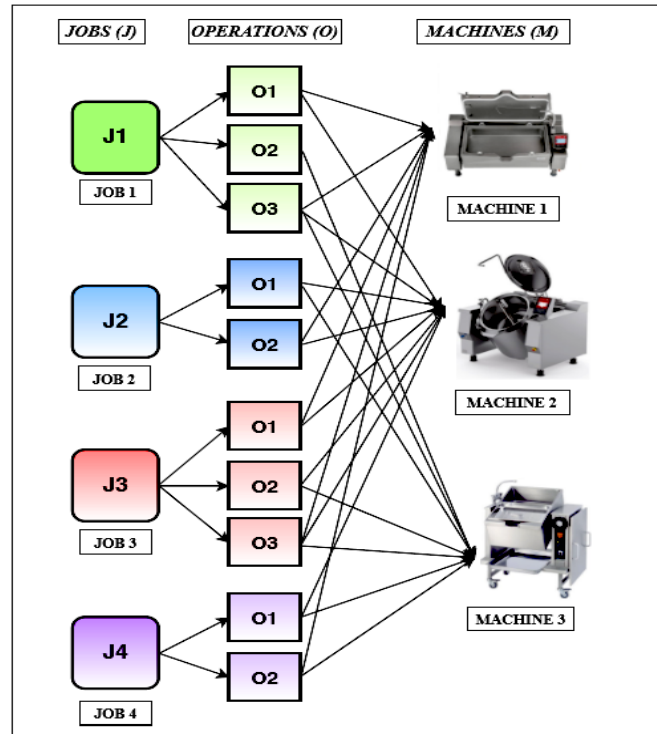 JOBS (J) OPERATIONS (O) MACHINES (M)
J1
JOB 1
O1
O2
O3
MACHINE 1
J2
JOB 2
O1
O2
MACHINE 2
J3
JOB 3
O1
O2
O3
MACHINE 3
J4
JOB 4
O1
O2